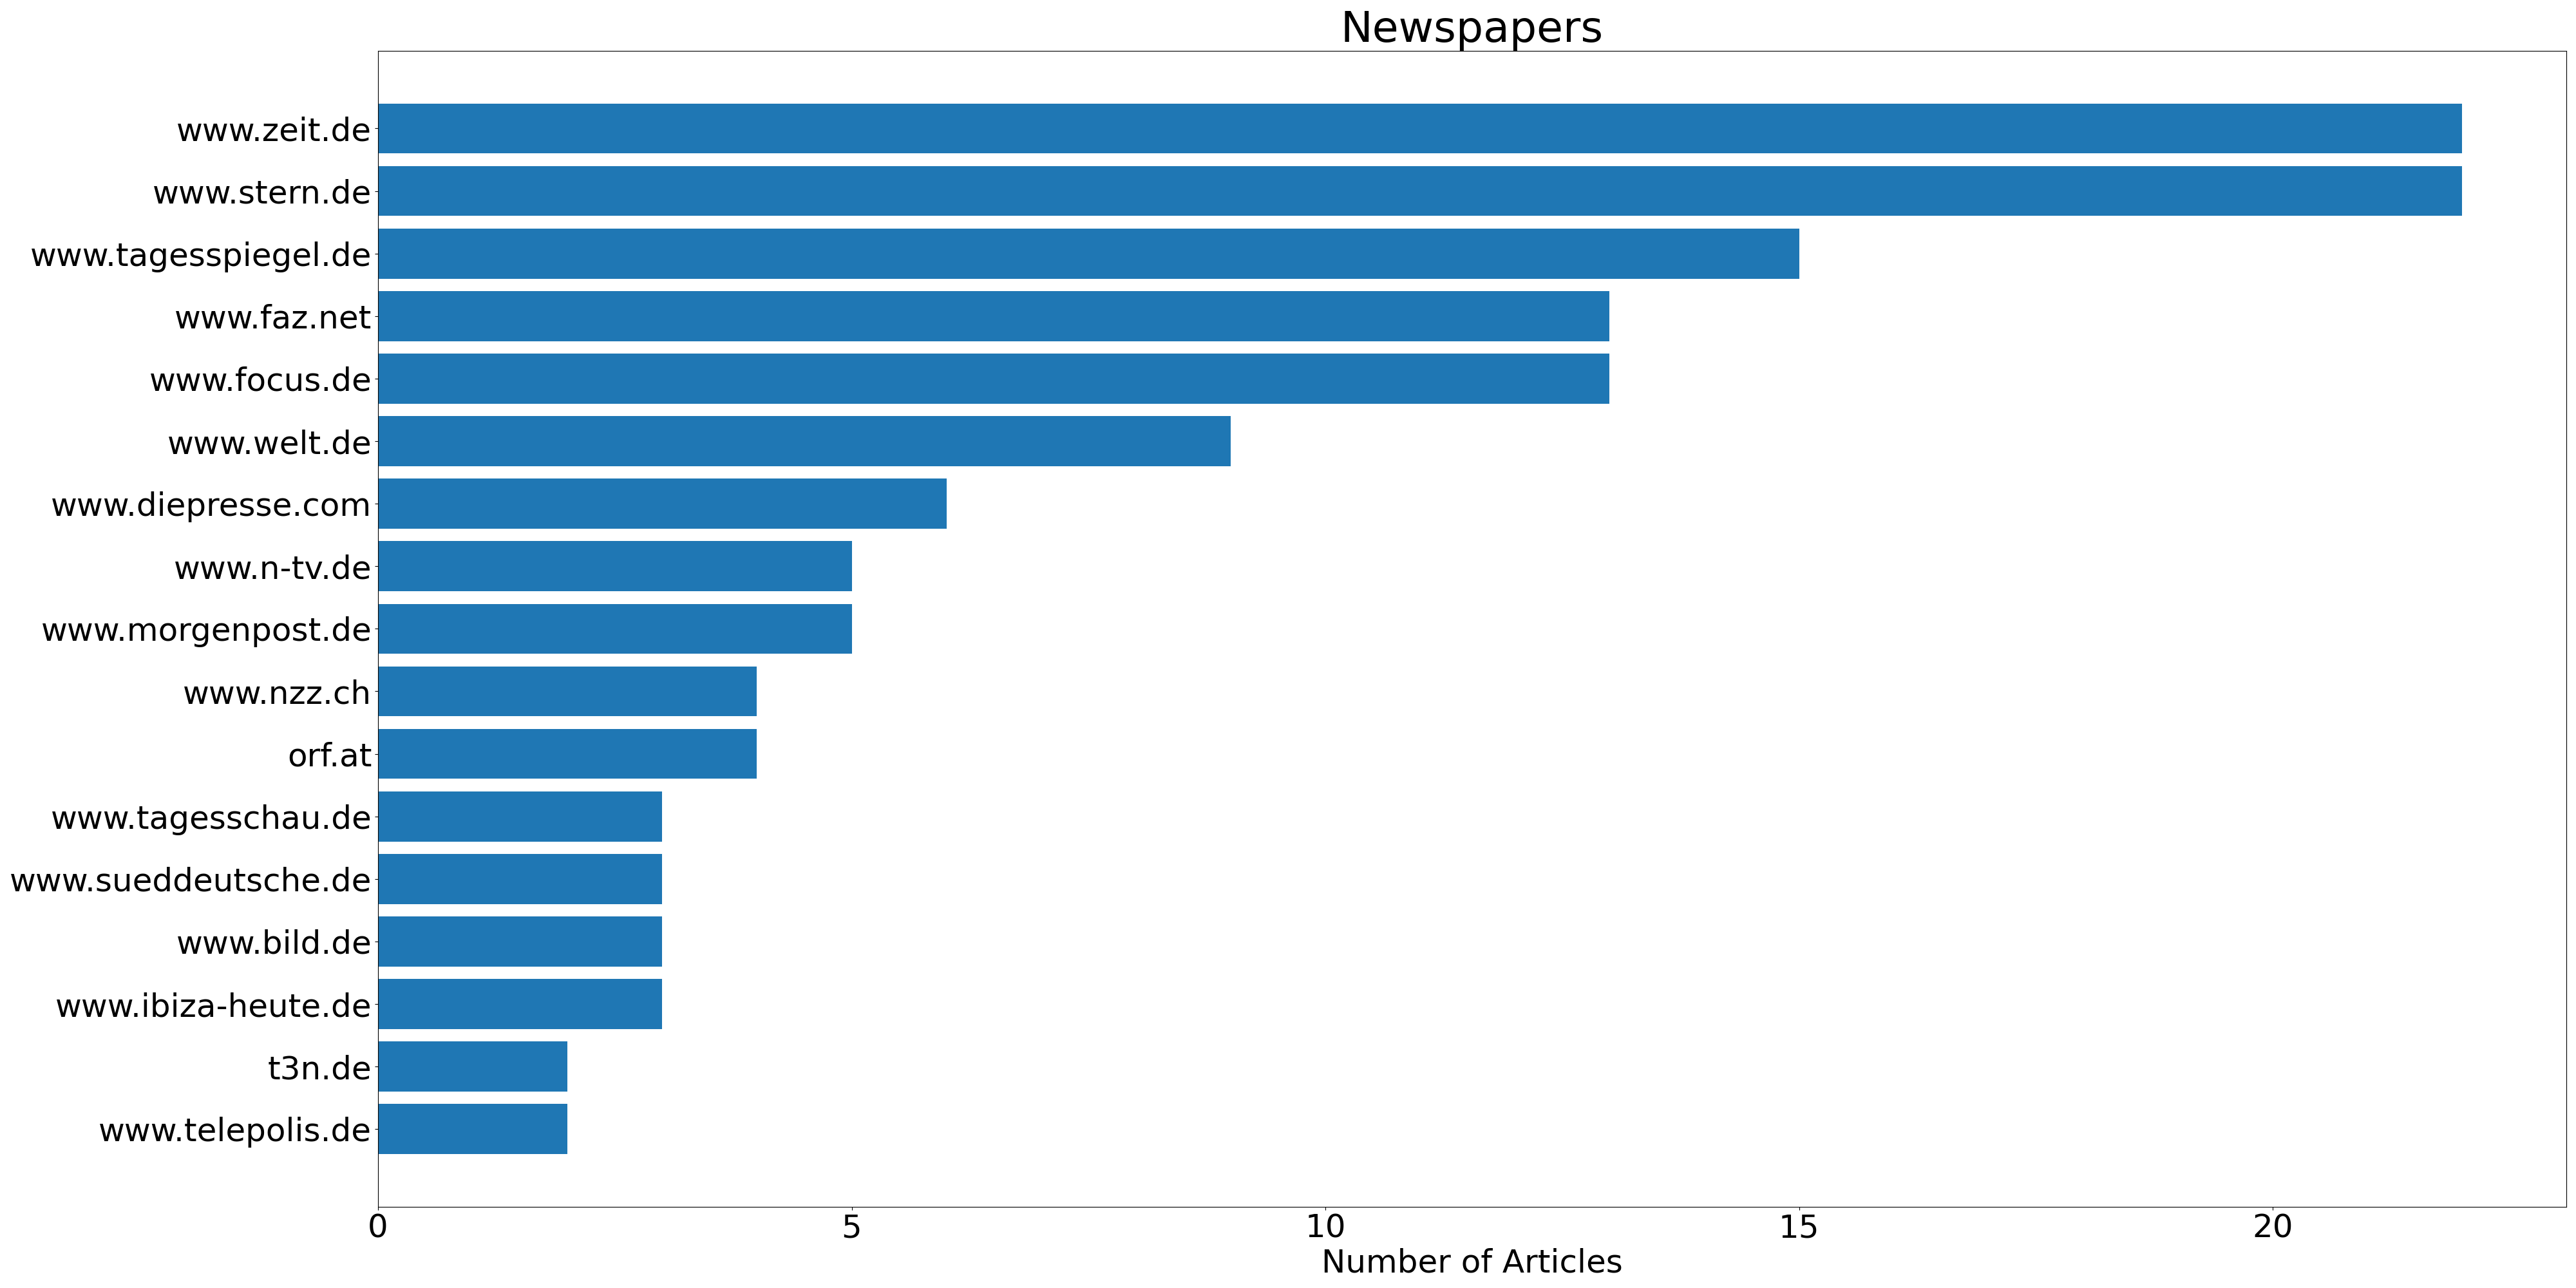 Newspapers
www.zeit.de
www.stern.de
www.tagesspiegel.de
www.faz.net
www.focus.de
www.welt.de
www.diepresse.com
www.n-tv.de
www.morgenpost.de
www.nzz.ch
orf.at
www.tagesschau.de
www.sueddeutsche.de
www.bild.de
www.ibiza-heute.de
t3n.de
www.telepolis.de
0 5 10 15 20
Number of Articles